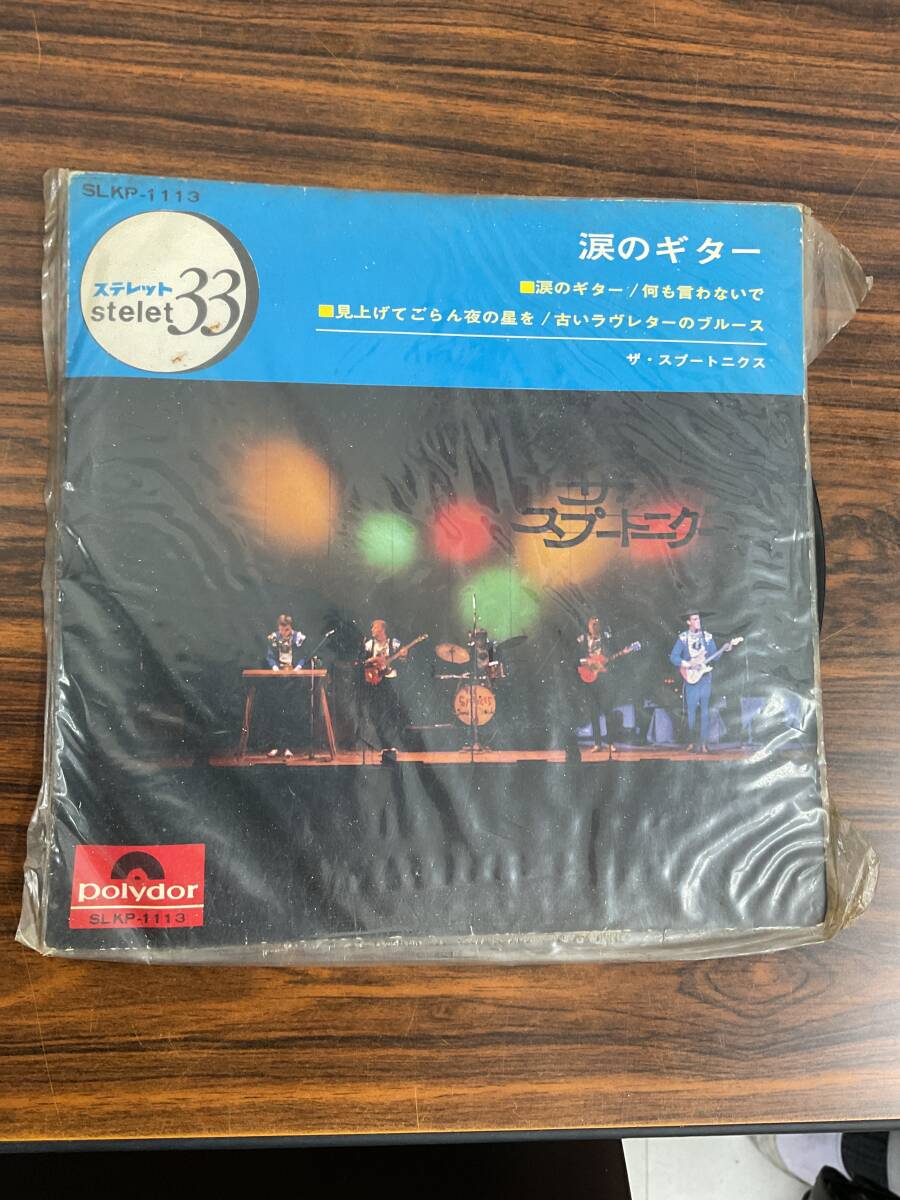 SLKP-1113
ステレット
stelet 33
涙のギター
■涙のギター/何も言わないで
■見上げてごらん夜の星を/古いラヴレターのブルース
ザ・スプートニクス
ザ・
スプートニク
polydor
SLKP-1113